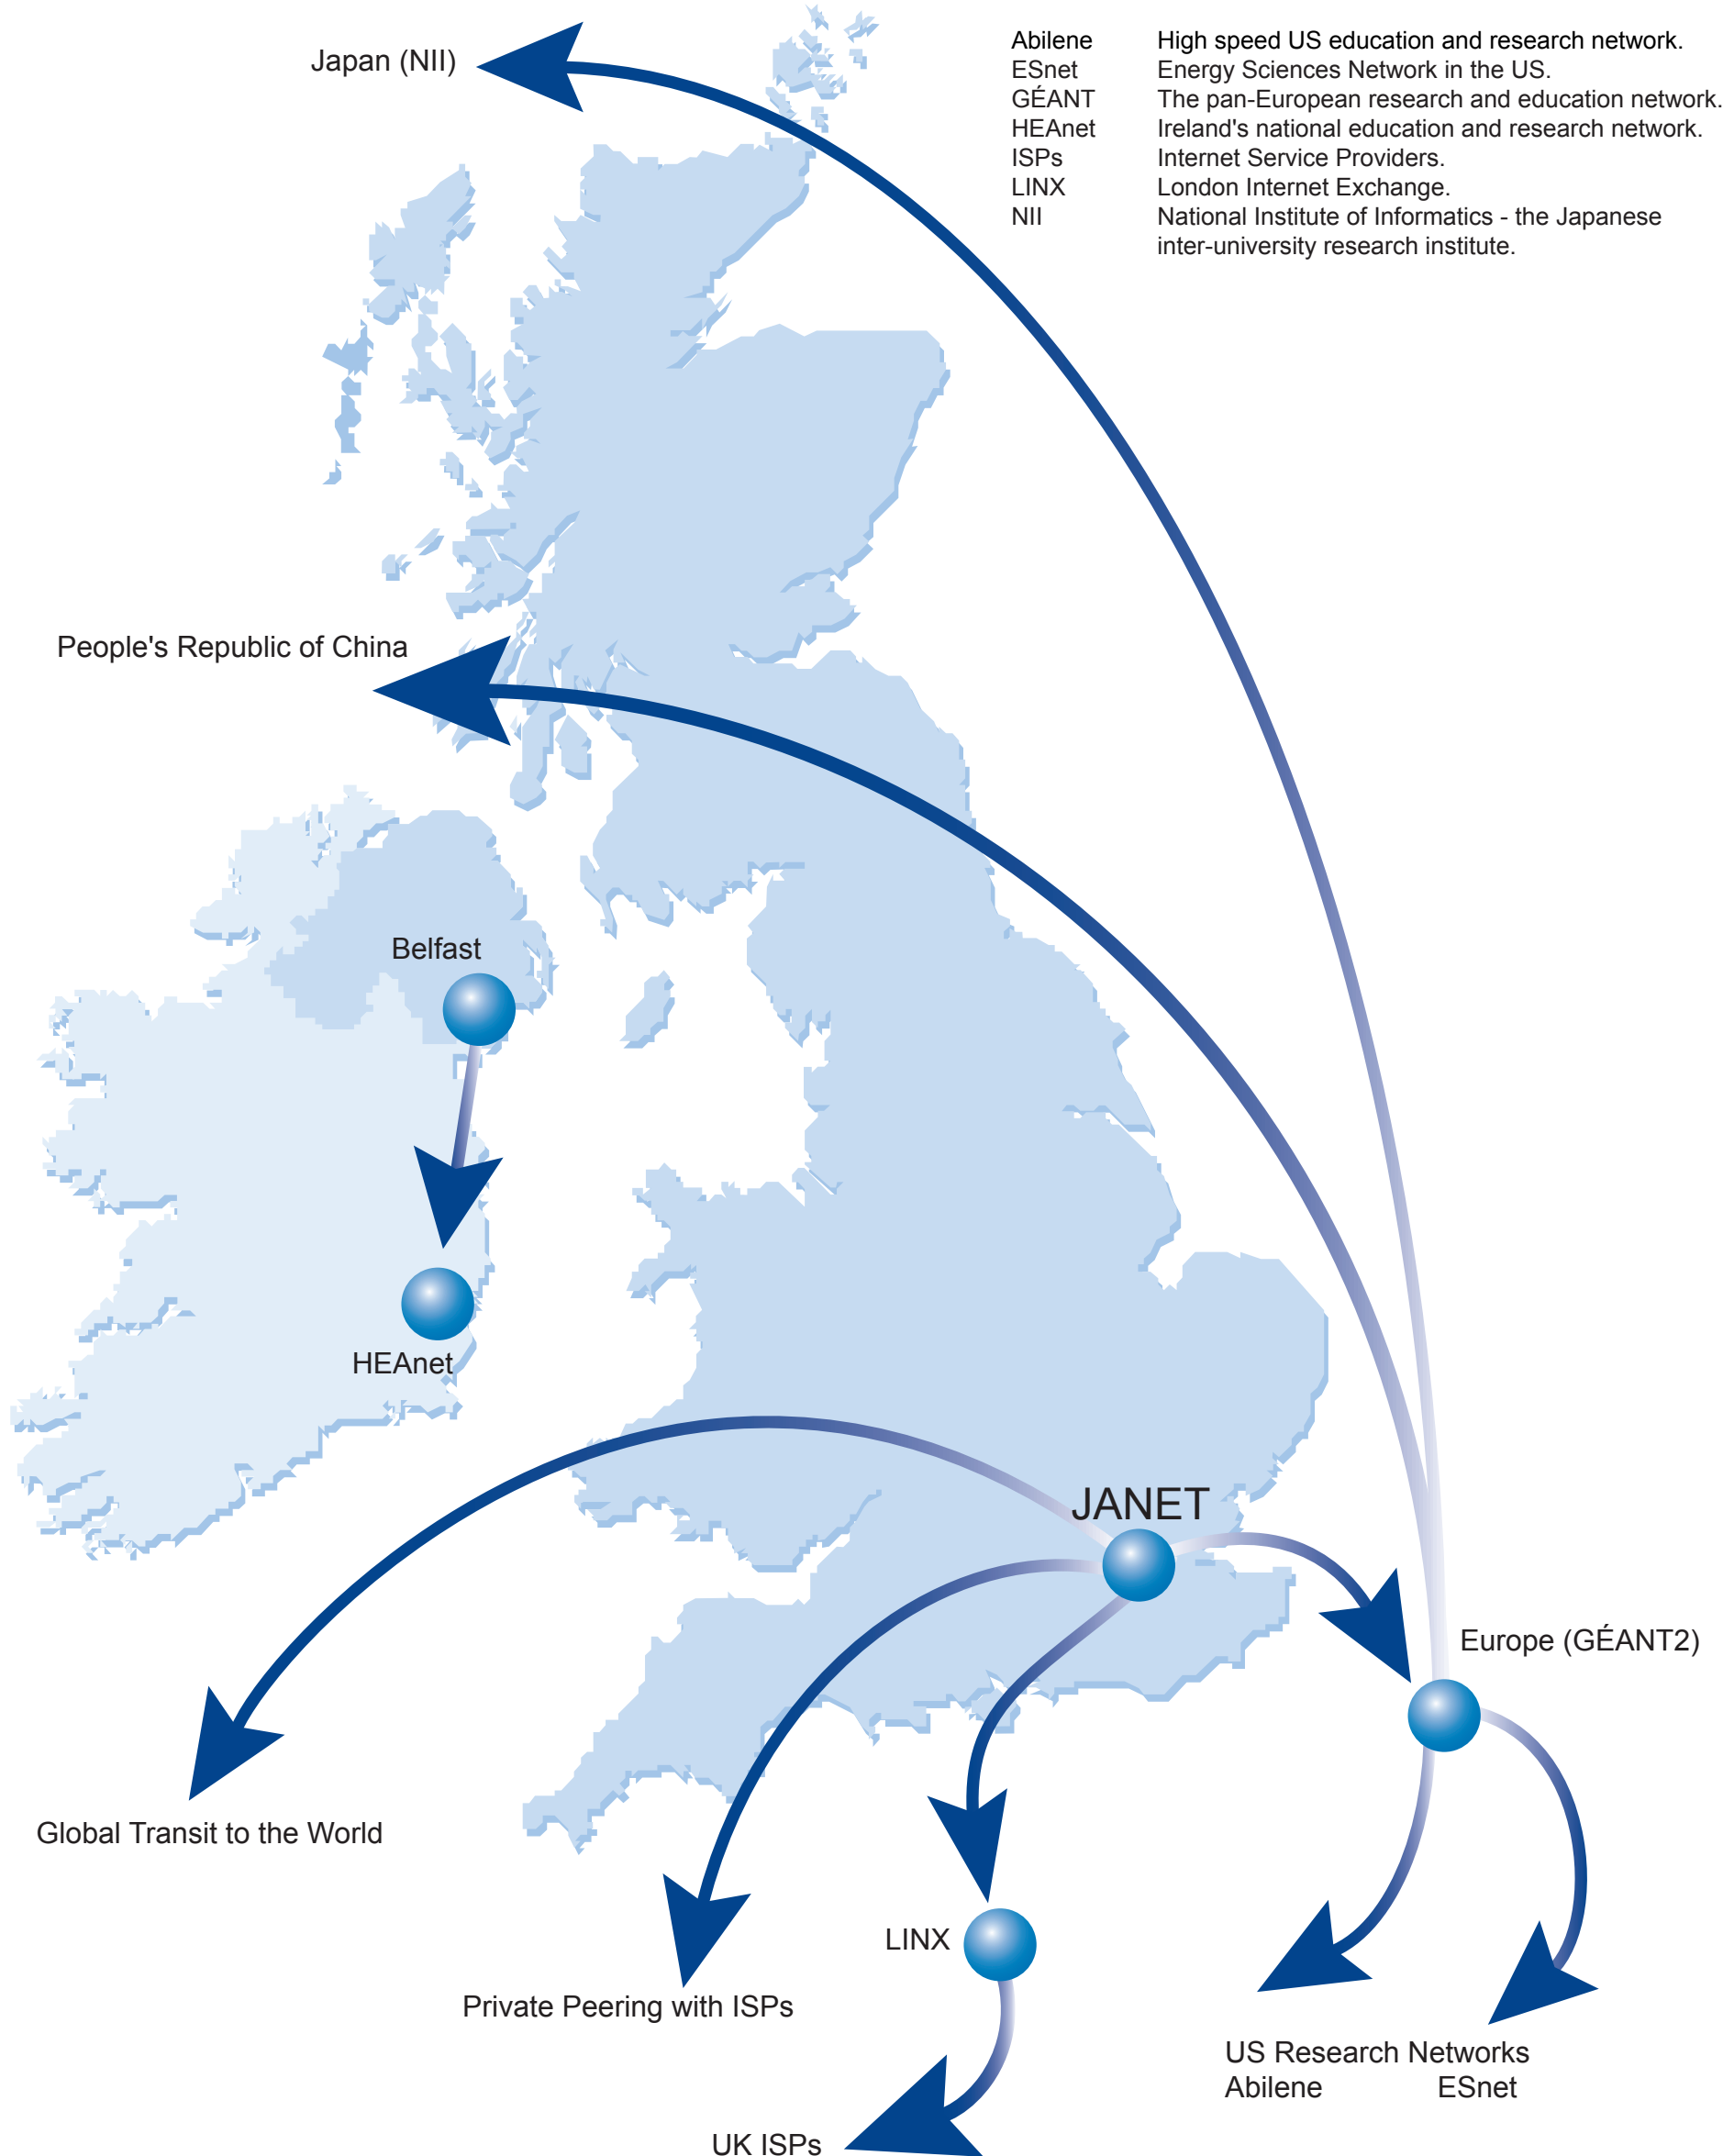 Japan (NII)
Abilene High speed US education and research network.
ESnet Energy Sciences Network in the US.
GÉANT The pan-European research and education network.
HEAnet Ireland's national education and research network.
ISPs Internet Service Providers.
LINX London Internet Exchange.
NII National Institute of Informatics - the Japanese
inter-university research institute.
People's Republic of China
Belfast
HEAnet
JANET
Europe (GÉANT2)
Global Transit to the World
LINX
Private Peering with ISPs
US Research Networks
Abilene ESnet
UK ISPs